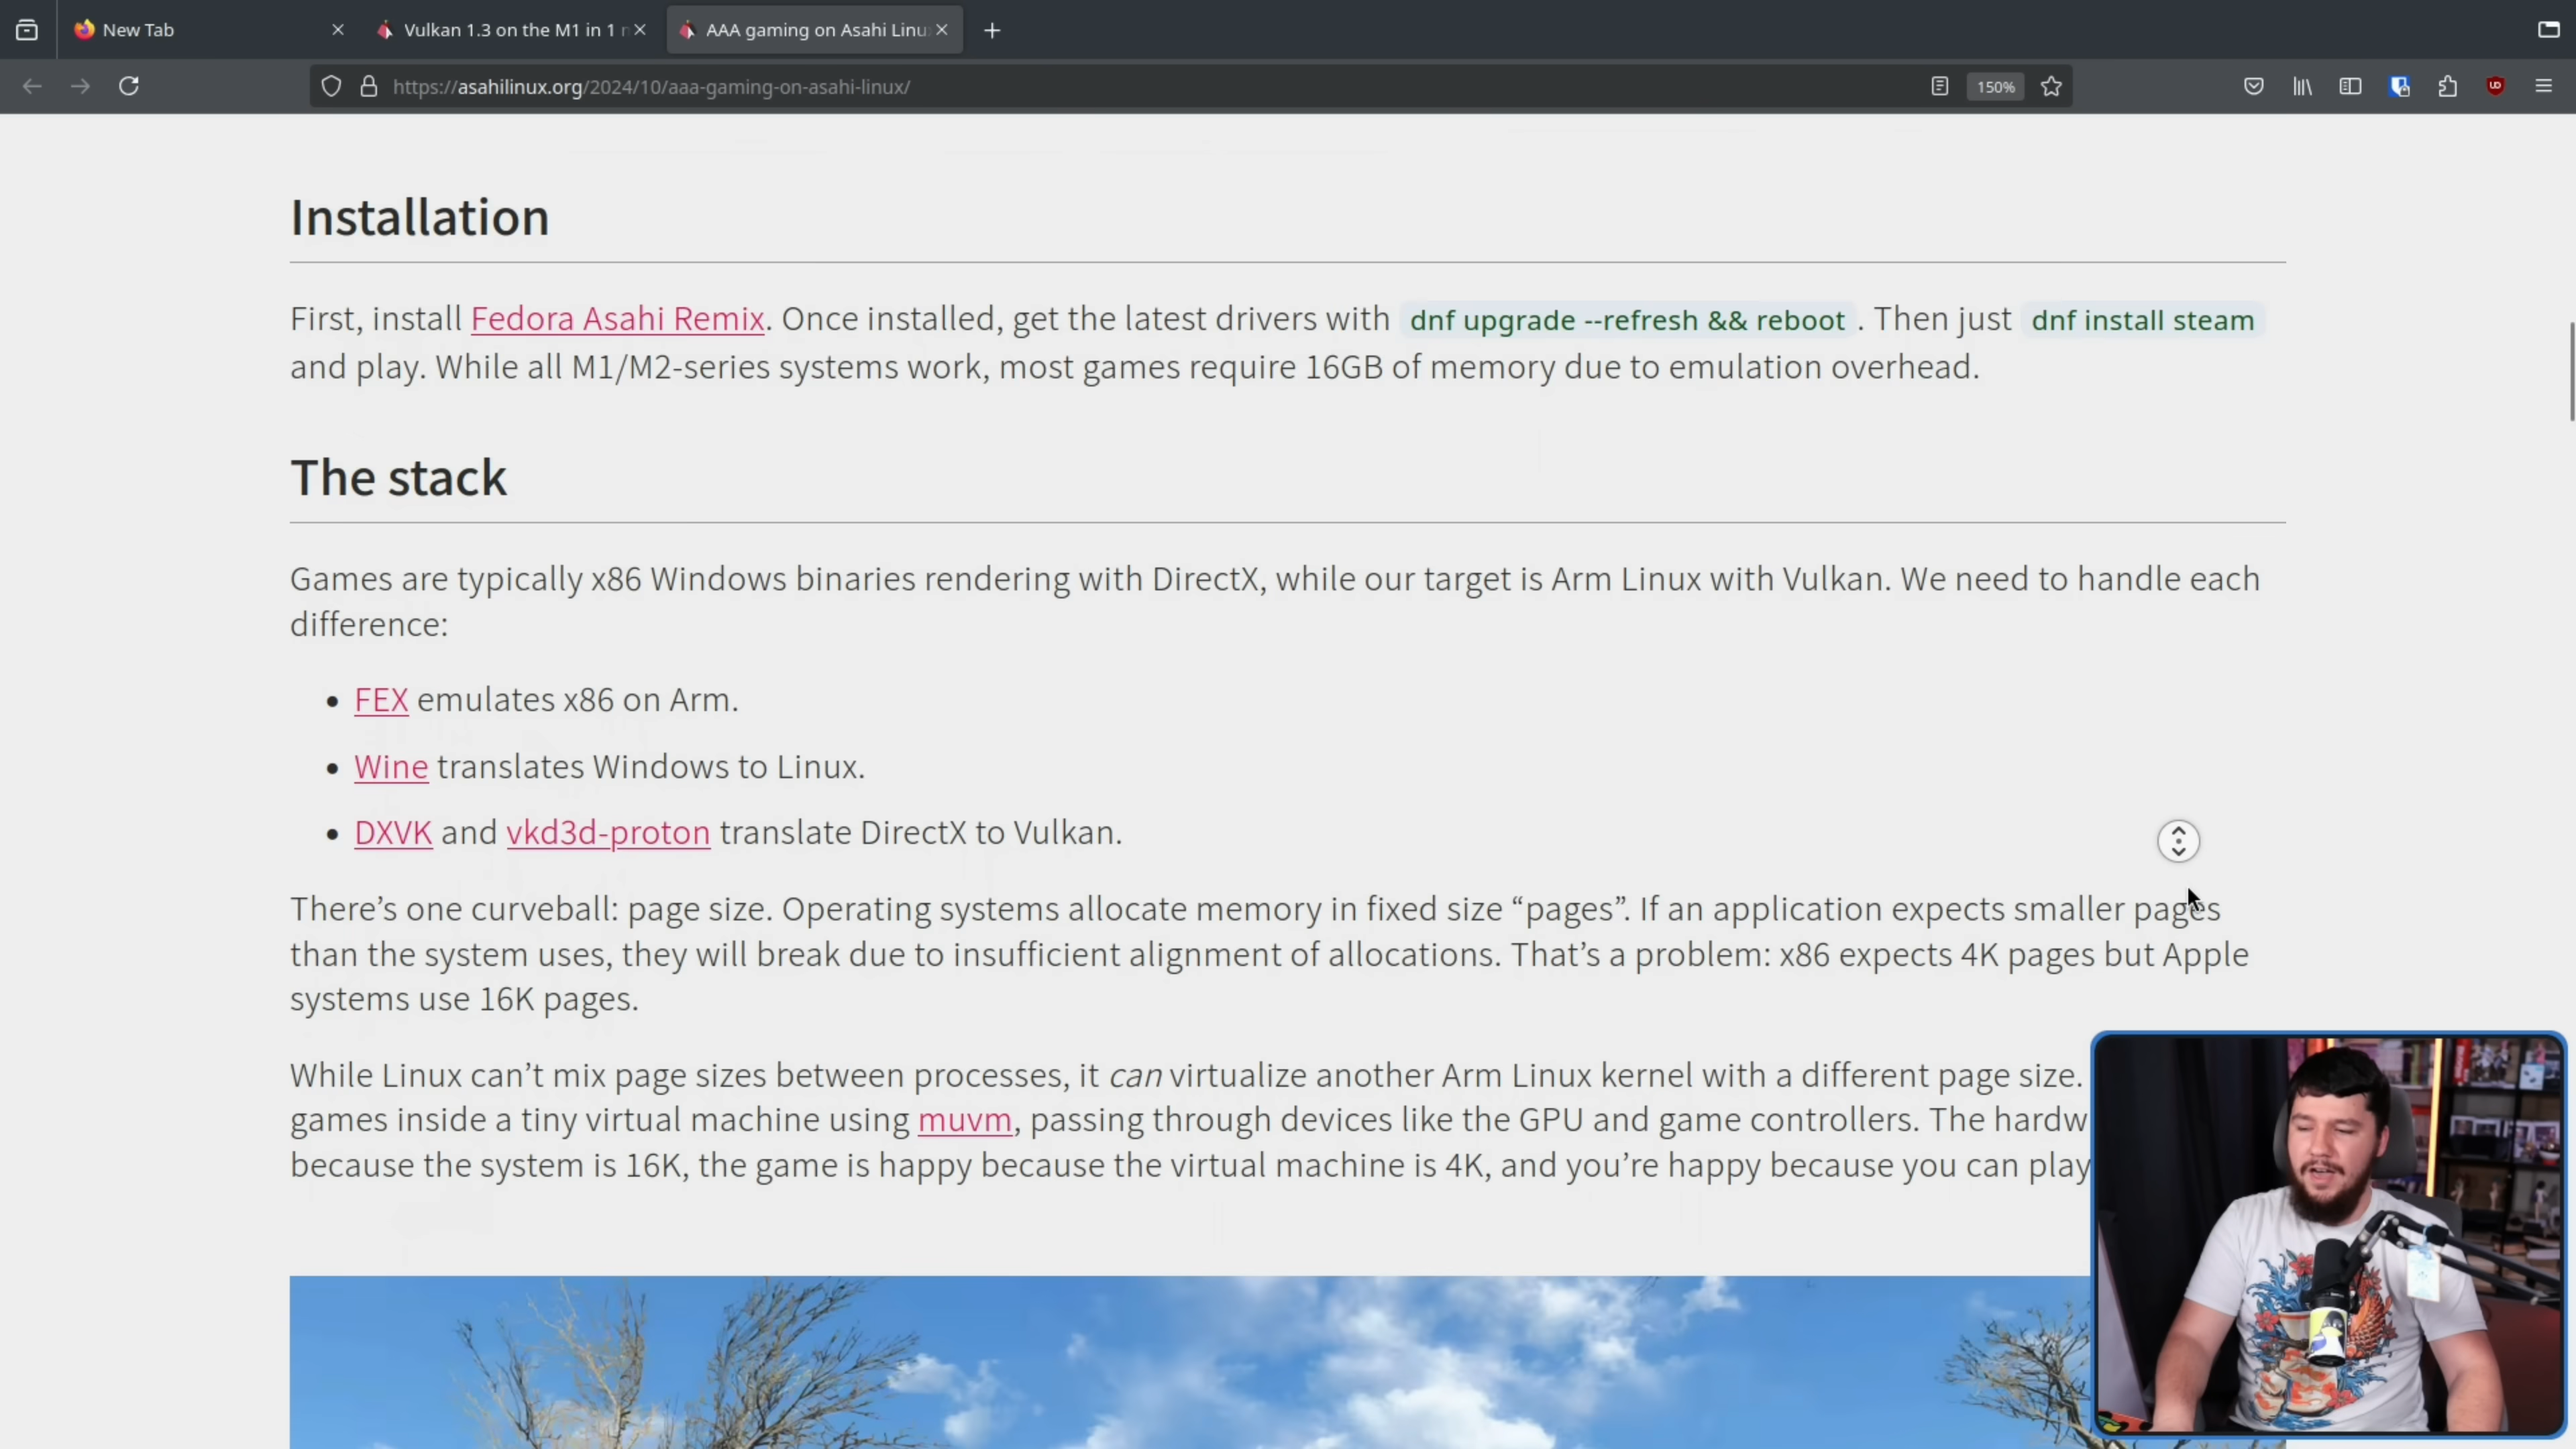 New Tab
Vulkan 1.3 on the M1 in 1
AAA gaming on Asahi Linu
https://asahilinux.org/2024/10/aaa-gaming-on-asahi-linux/
150%
Installation
First, install Fedora Asahi Remix. Once installed, get the latest drivers with dnf upgrade --refresh && reboot. Then just dnf install steam
and play. While all M1/M2-series systems work, most games require 16GB of memory due to emulation overhead.
The stack
Games are typically x86 Windows binaries rendering with DirectX, while our target is Arm Linux with Vulkan. We need to handle each
difference:
• FEX emulates x86 on Arm.
• Wine translates Windows to Linux.
• DXVK and vkd3d-proton translate DirectX to Vulkan.
There’s one curveball: page size. Operating systems allocate memory in fixed size “pages”. If an application expects smaller pages
than the system uses, they will break due to insufficient alignment of allocations. That’s a problem: x86 expects 4K pages but Apple
systems use 16K pages.
While Linux can’t mix page sizes between processes, it can virtualize another Arm Linux kernel with a different page size.
games inside a tiny virtual machine using muvm, passing through devices like the GPU and game controllers. The hardw
because the system is 16K, the game is happy because the virtual machine is 4K, and you’re happy because you can play